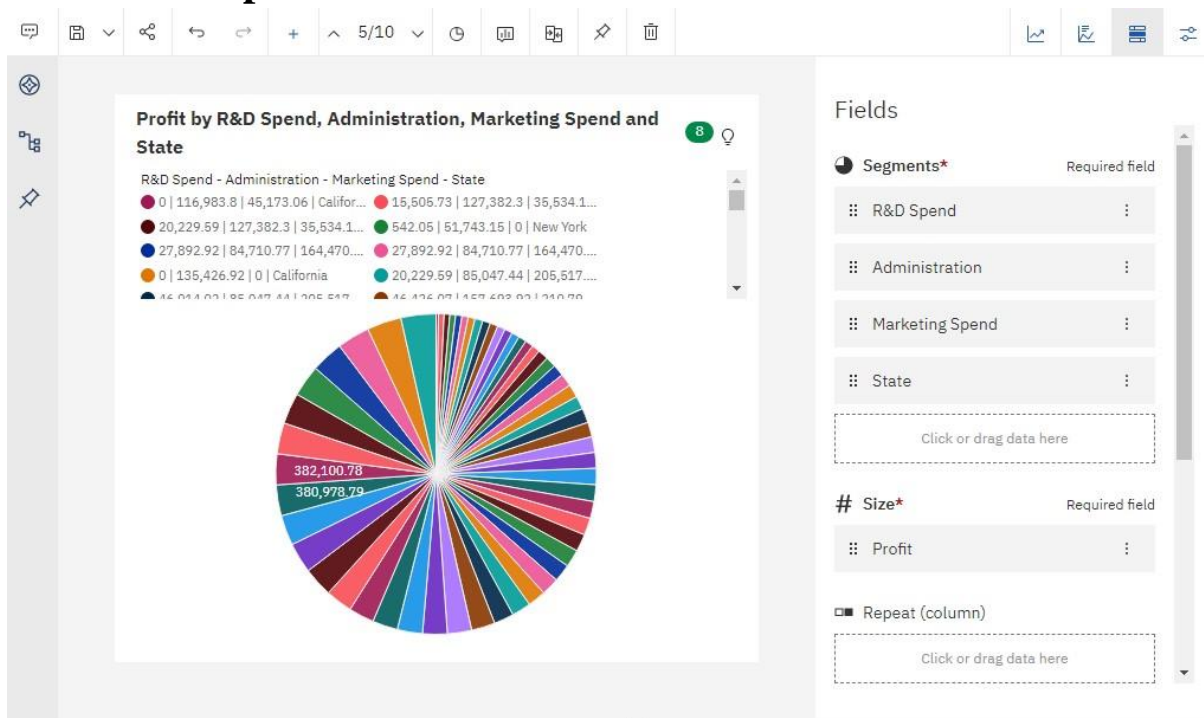 5/10
Profit by R&D Spend, Administration, Marketing Spend and
State
8
R&D Spend - Administration - Marketing Spend - State
0 | 116,983.8 | 45,173.06 | Califor...
15,505.73 | 127,382.3 | 35,534.1...
20,229.59 | 127,382.3 | 35,534.1...
542.05 | 51,743.15 | 0 | New York
27,892.92 | 84,710.77 | 164,470....
27,892.92 | 84,710.77 | 164,470....
0 | 135,426.92 | 0 | California
20,229.59 | 85,047.44 | 205,517....
382,100.78
380,978.79
Fields
Segments*
Required field
R&D Spend
Administration
Marketing Spend
State
Click or drag data here
# Size*
Required field
Profit
Repeat (column)
Click or drag data here